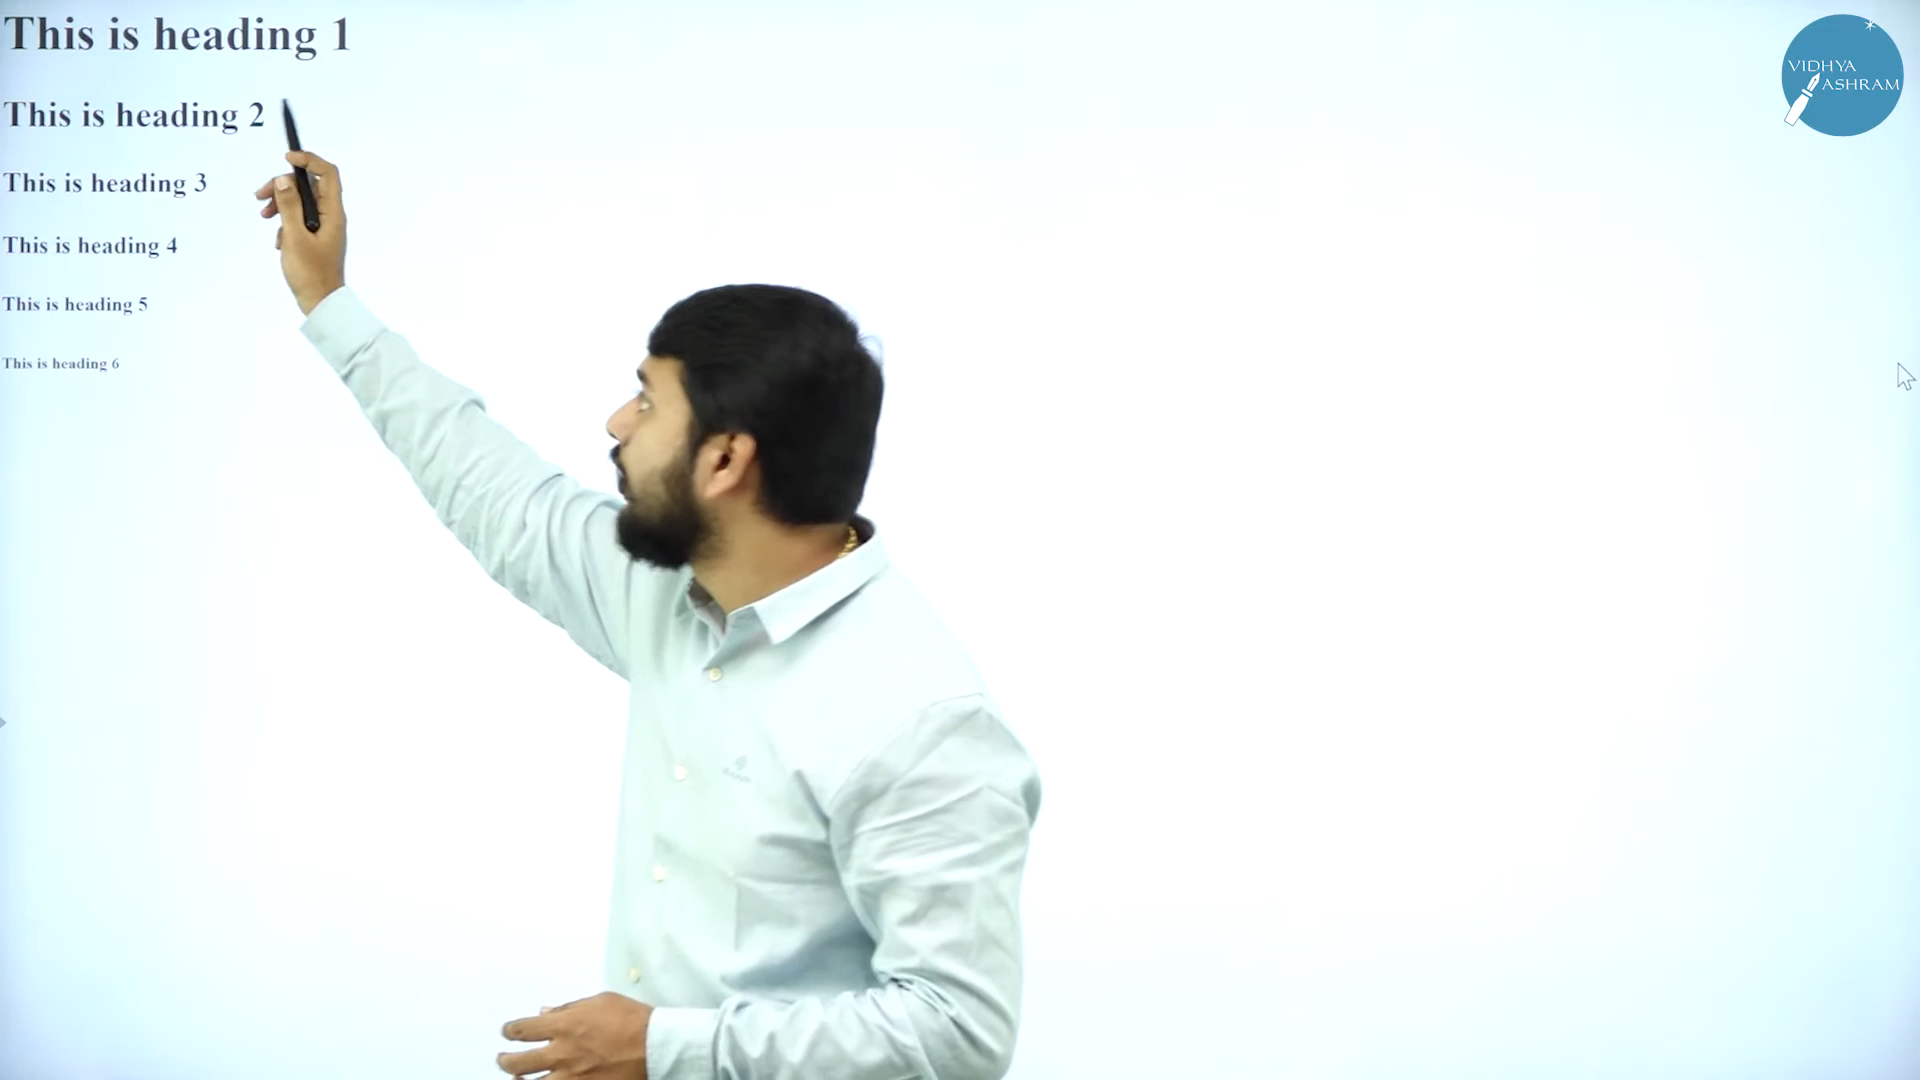 This is heading 1
This is heading 2
This is heading 3
This is heading 4
This is heading 5
This is heading 6
VIDHYA
ASHRAM